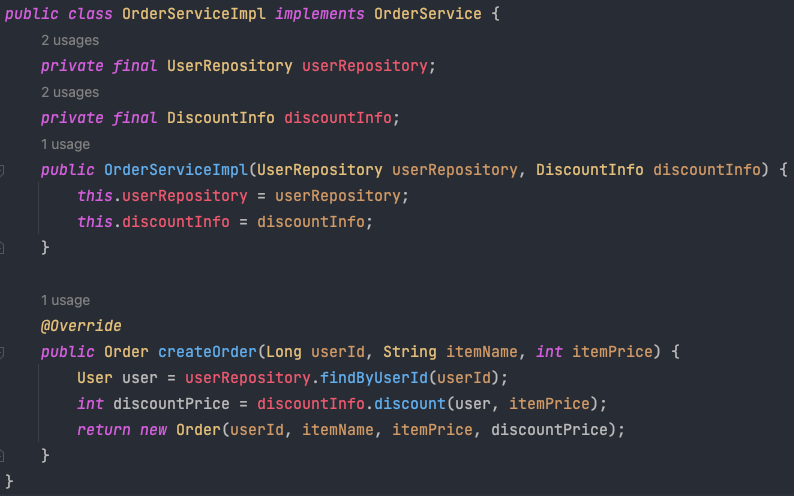 public class OrderServiceImpl implements OrderService {
2 usages
private final UserRepository userRepository;
2 usages
private final DiscountInfo discountInfo;
1 usage
public OrderServiceImpl(UserRepository userRepository, DiscountInfo discountInfo) {
this.userRepository = userRepository;
this.discountInfo = discountInfo;
}
1 usage
@Override
public Order createOrder(Long userId, String itemName, int itemPrice) {
User user = userRepository.findByUserId(userId);
int discountPrice = discountInfo.discount(user, itemPrice);
return new Order(userId, itemName, itemPrice, discountPrice);
}
}